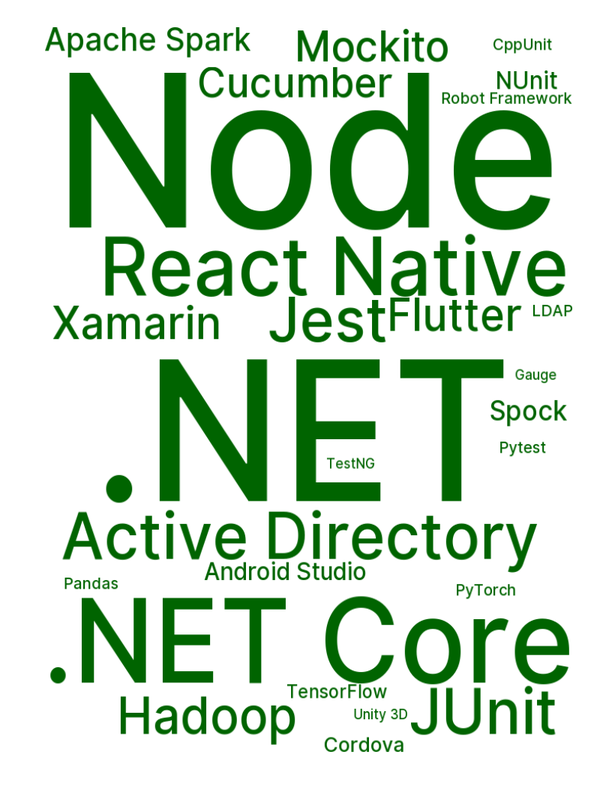 Apache Spark
Mockito
CppUnit
Cucumber
NUnit
Robot Framework
Node
React Native
Xamarin
Jest
Flutter
LDAP
.NET
Gauge
Spock
Pytest
TestNG
Active Directory
Android Studio
Pandas
PyTorch
.NET Core
TensorFlow
Hadoop
Unity 3D
JUnit
Cordova